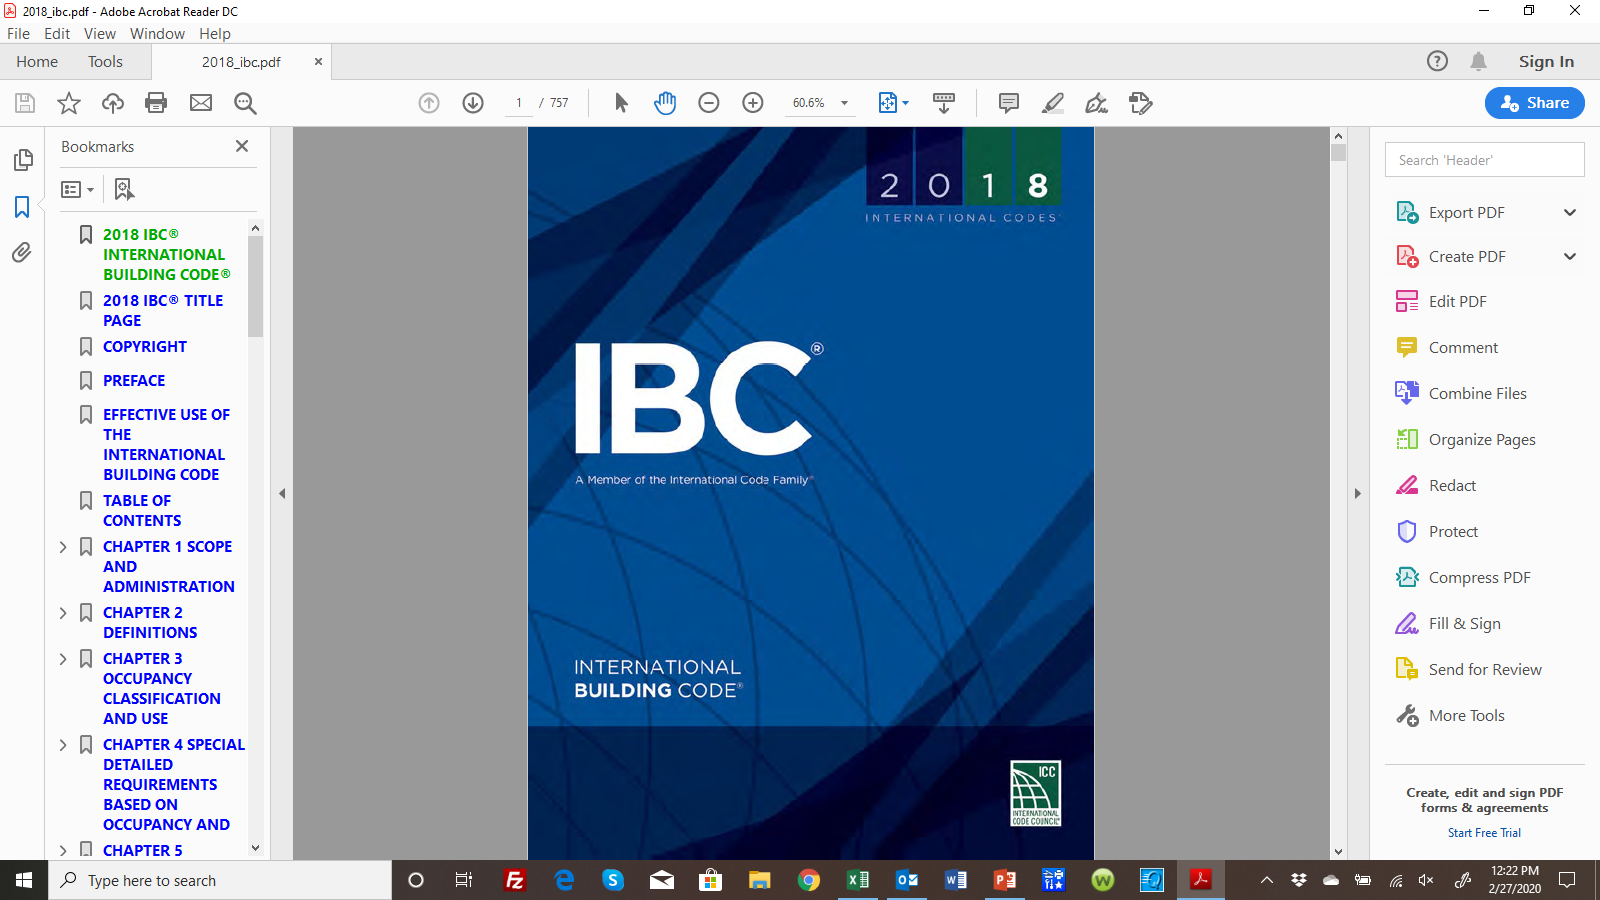 2018_ibc.pdf - Adobe Acrobat Reader DC
File Edit View Window Help
Home Tools 2018_ibc.pdf × Sign In
1 / 757 60.6% Share
Bookmarks
2018 IBC®
INTERNATIONAL
BUILDING CODE®
2018 IBC® TITLE
PAGE
COPYRIGHT
PREFACE
EFFECTIVE USE OF
THE
INTERNATIONAL
BUILDING CODE
TABLE OF
CONTENTS
CHAPTER 1 SCOPE
AND
ADMINISTRATION
CHAPTER 2
DEFINITIONS
CHAPTER 3
OCCUPANCY
CLASSIFICATION
AND USE
CHAPTER 4 SPECIAL
DETAILED
REQUIREMENTS
BASED ON
OCCUPANCY AND
CHAPTER 5
2018
INTERNATIONAL CODES®
IBC®
A Member of the International Code Family®
INTERNATIONAL
BUILDING CODE®
ICC
INTERNATIONAL
CODE COUNCIL®
Search 'Header'
Export PDF
Create PDF
Edit PDF
Comment
Combine Files
Organize Pages
Redact
Protect
Compress PDF
Fill & Sign
Send for Review
More Tools
Create, edit and sign PDF
forms & agreements
Start Free Trial
Type here to search
12:22 PM
2/27/2020